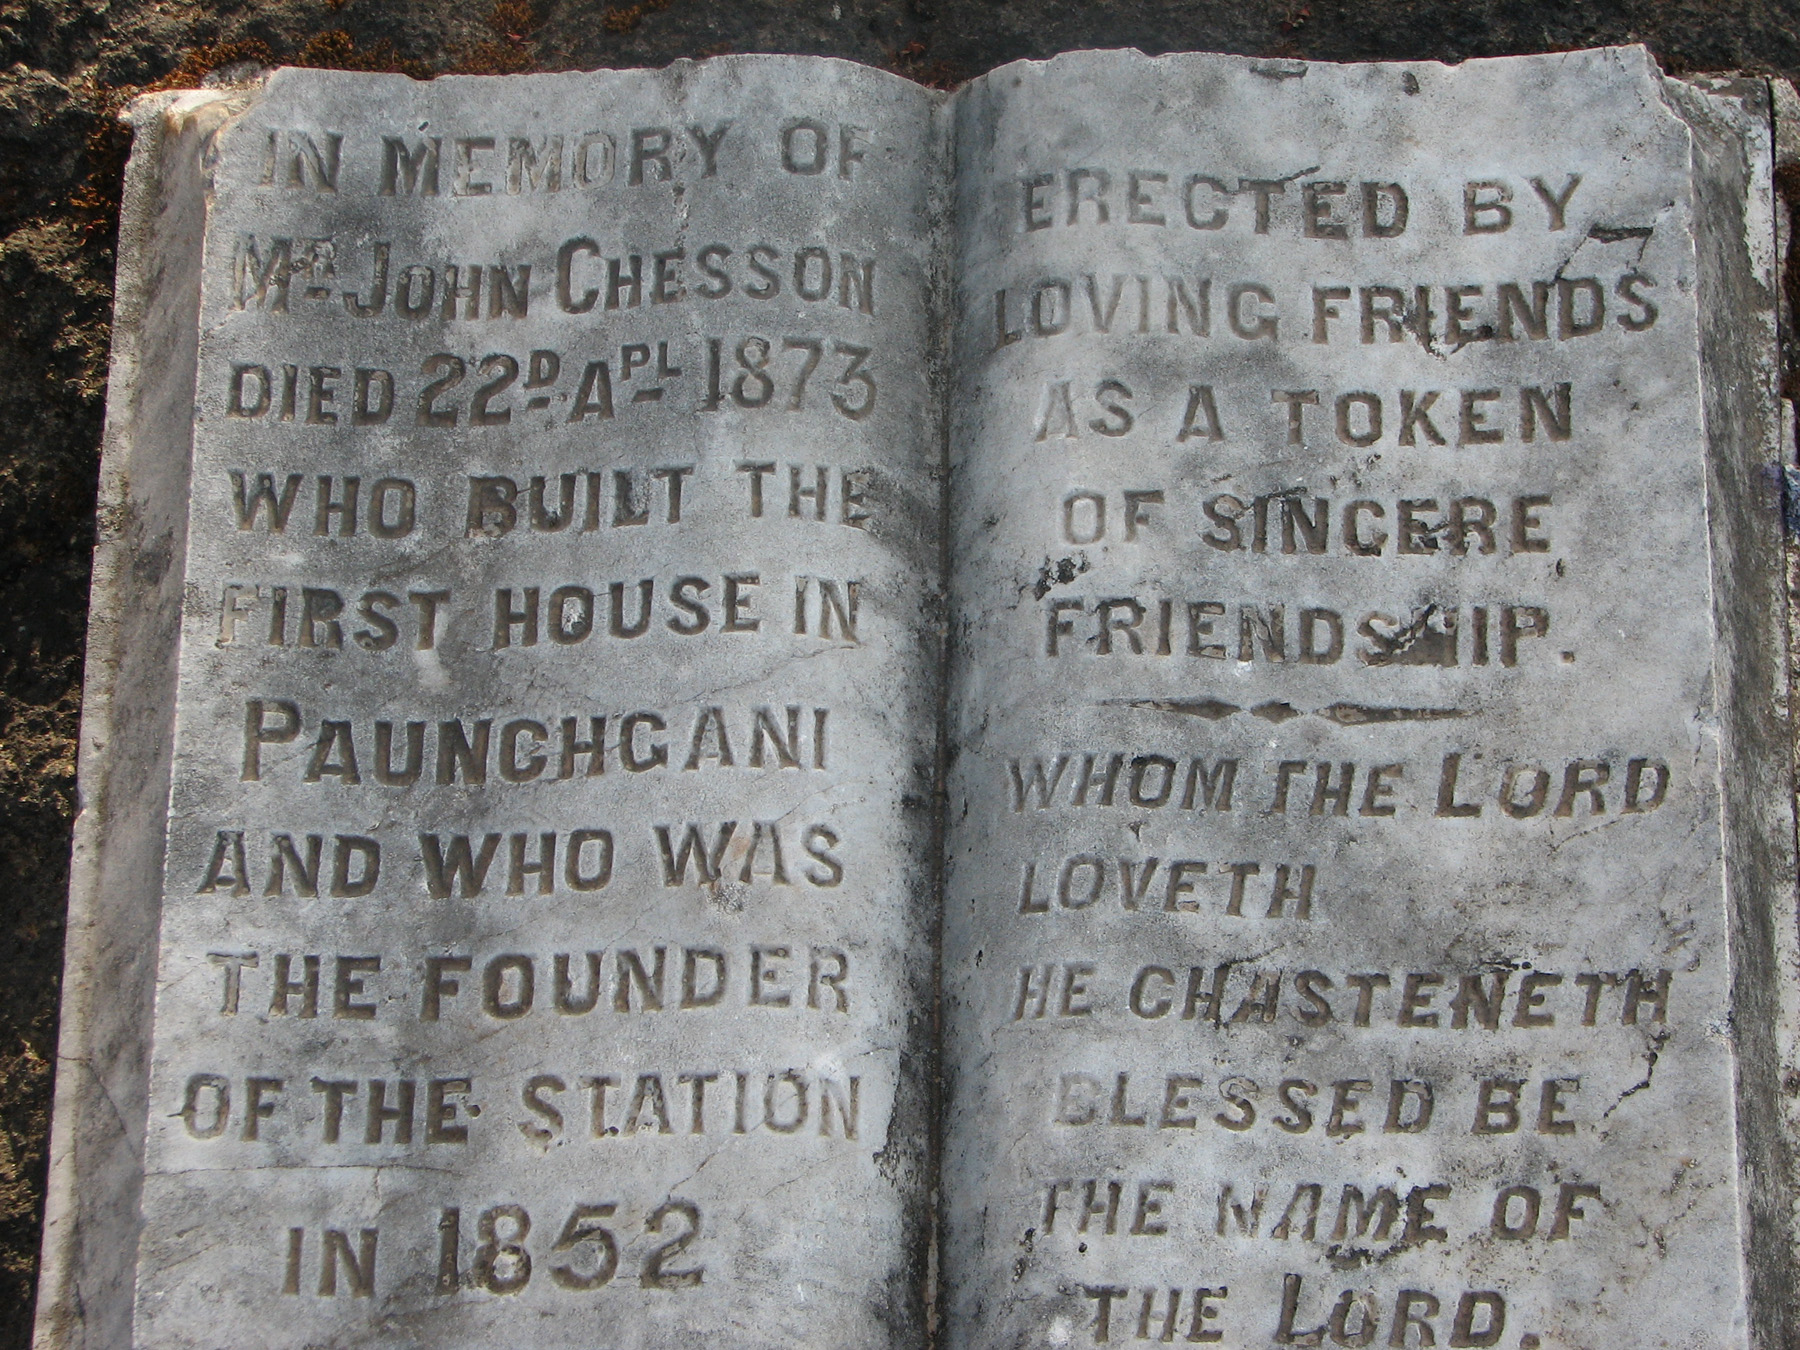 IN MEMORY OF
MR JOHN CHESSON
DIED 22D APL 1873
WHO BUILT THE
FIRST HOUSE IN
PAUNCHGANI
AND WHO WAS
THE FOUNDER
OF THE STATION
IN 1852
ERECTED BY
LOVING FRIENDS
AS A TOKEN
OF SINCERE
FRIENDSHIP.
WHOM THE LORD
LOVETH
HE CHASTENETH
BLESSED BE
THE NAME OF
THE LORD.